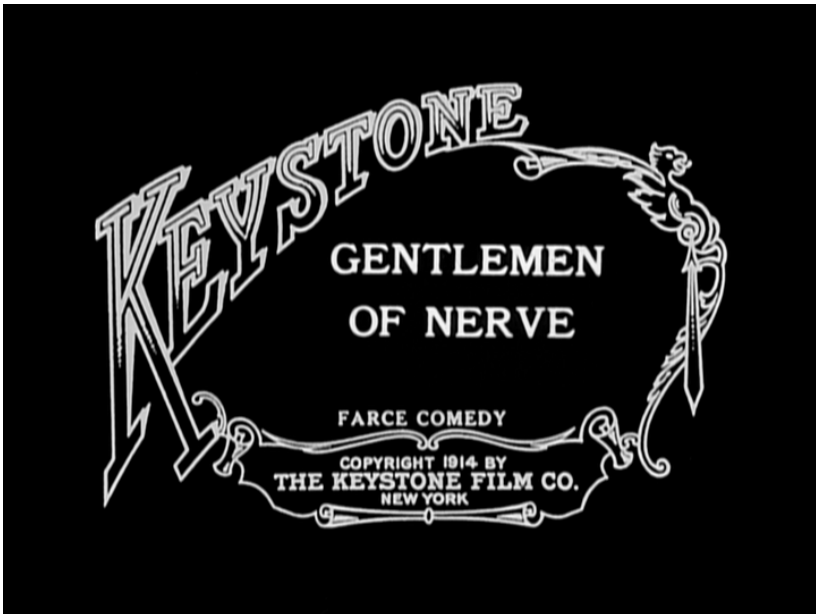 KEYSTONE
GENTLEMEN
OF NERVE
FARCE COMEDY
COPYRIGHT 1914 BY
THE KEYSTONE FILM CO.
NEW YORK